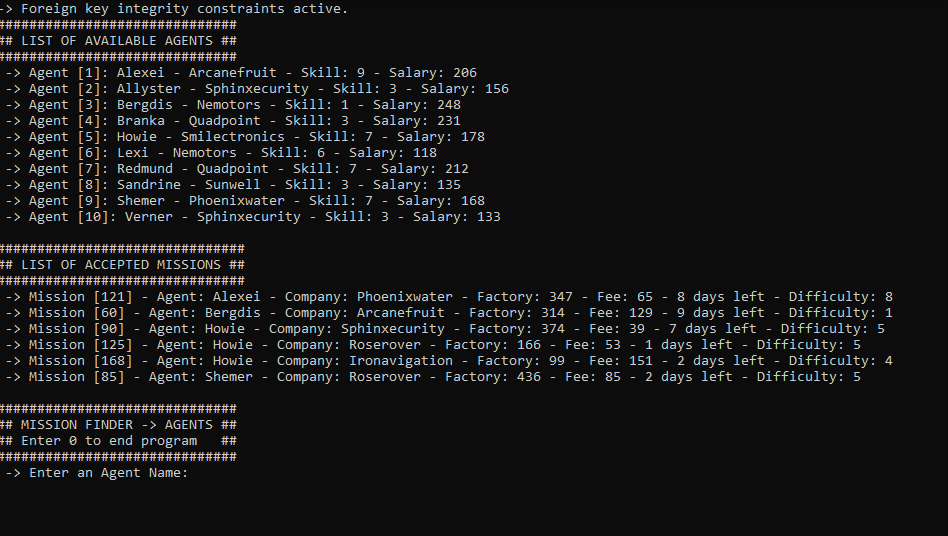 -> Foreign key integrity constraints active.
##############################
## LIST OF AVAILABLE AGENTS ##
##############################
-> Agent [1]: Alexei - Arcanefruit - Skill: 9 - Salary: 206
-> Agent [2]: Allyster - Sphinxecurity - Skill: 3 - Salary: 156
-> Agent [3]: Bergdis - Nemotors - Skill: 1 - Salary: 248
-> Agent [4]: Branka - Quadpoint - Skill: 3 - Salary: 231
-> Agent [5]: Howie - Smilectronics - Skill: 7 - Salary: 178
-> Agent [6]: Lexi - Nemotors - Skill: 6 - Salary: 118
-> Agent [7]: Redmund - Quadpoint - Skill: 7 - Salary: 212
-> Agent [8]: Sandrine - Sunwell - Skill: 3 - Salary: 135
-> Agent [9]: Shemer - Phoenixwater - Skill: 7 - Salary: 168
-> Agent [10]: Verner - Sphinxecurity - Skill: 3 - Salary: 133
###############################
## LIST OF ACCEPTED MISSIONS ##
###############################
-> Mission [121] - Agent: Alexei - Company: Phoenixwater - Factory: 347 - Fee: 65 - 8 days left - Difficulty: 8
-> Mission [60] - Agent: Bergdis - Company: Arcanefruit - Factory: 314 - Fee: 129 - 9 days left - Difficulty: 1
-> Mission [90] - Agent: Howie - Company: Sphinxecurity - Factory: 374 - Fee: 39 - 7 days left - Difficulty: 5
-> Mission [125] - Agent: Howie - Company: Roserover - Factory: 166 - Fee: 53 - 1 days left - Difficulty: 5
-> Mission [168] - Agent: Howie - Company: Ironavigation - Factory: 99 - Fee: 151 - 2 days left - Difficulty: 4
-> Mission [85] - Agent: Shemer - Company: Roserover - Factory: 436 - Fee: 85 - 2 days left - Difficulty: 5
##############################
## MISSION FINDER -> AGENTS ##
## Enter 0 to end program   ##
##############################
-> Enter an Agent Name: